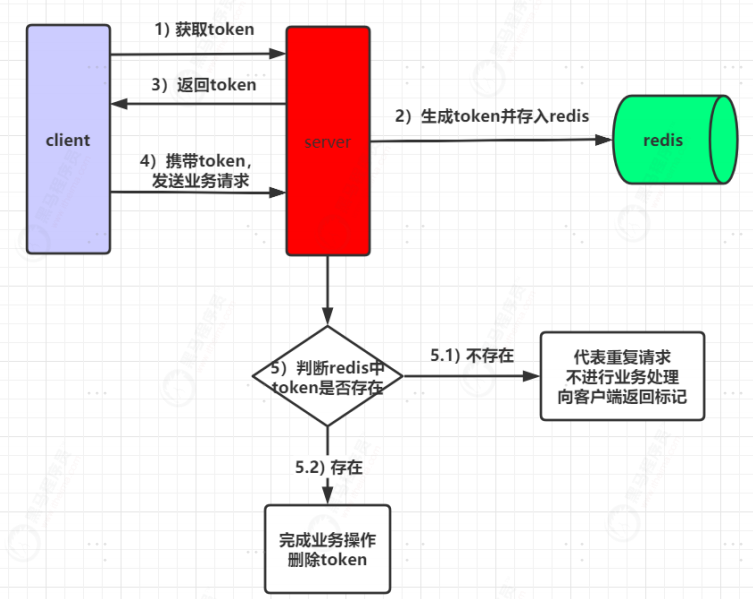 1) 获取token
3）返回token
client
server
2）生成token并存入redis
redis
4）携带token，
发送业务请求
5）判断redis中
token是否存在
5.1) 不存在
代表重复请求
不进行业务处理
向客户端返回标记
5.2) 存在
完成业务操作
删除token